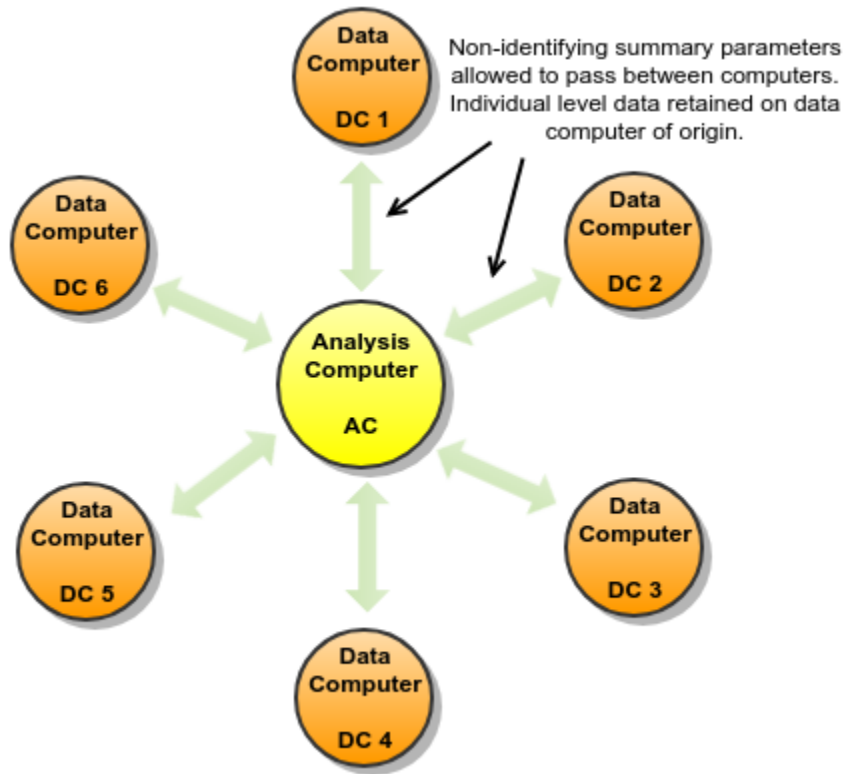 Data
Computer
DC 1
Non-identifying summary parameters
allowed to pass between computers.
Individual level data retained on data
computer of origin.
Data
Computer
DC 6
Data
Computer
DC 2
Analysis
Computer
AC
Data
Computer
DC 5
Data
Computer
DC 3
Data
Computer
DC 4